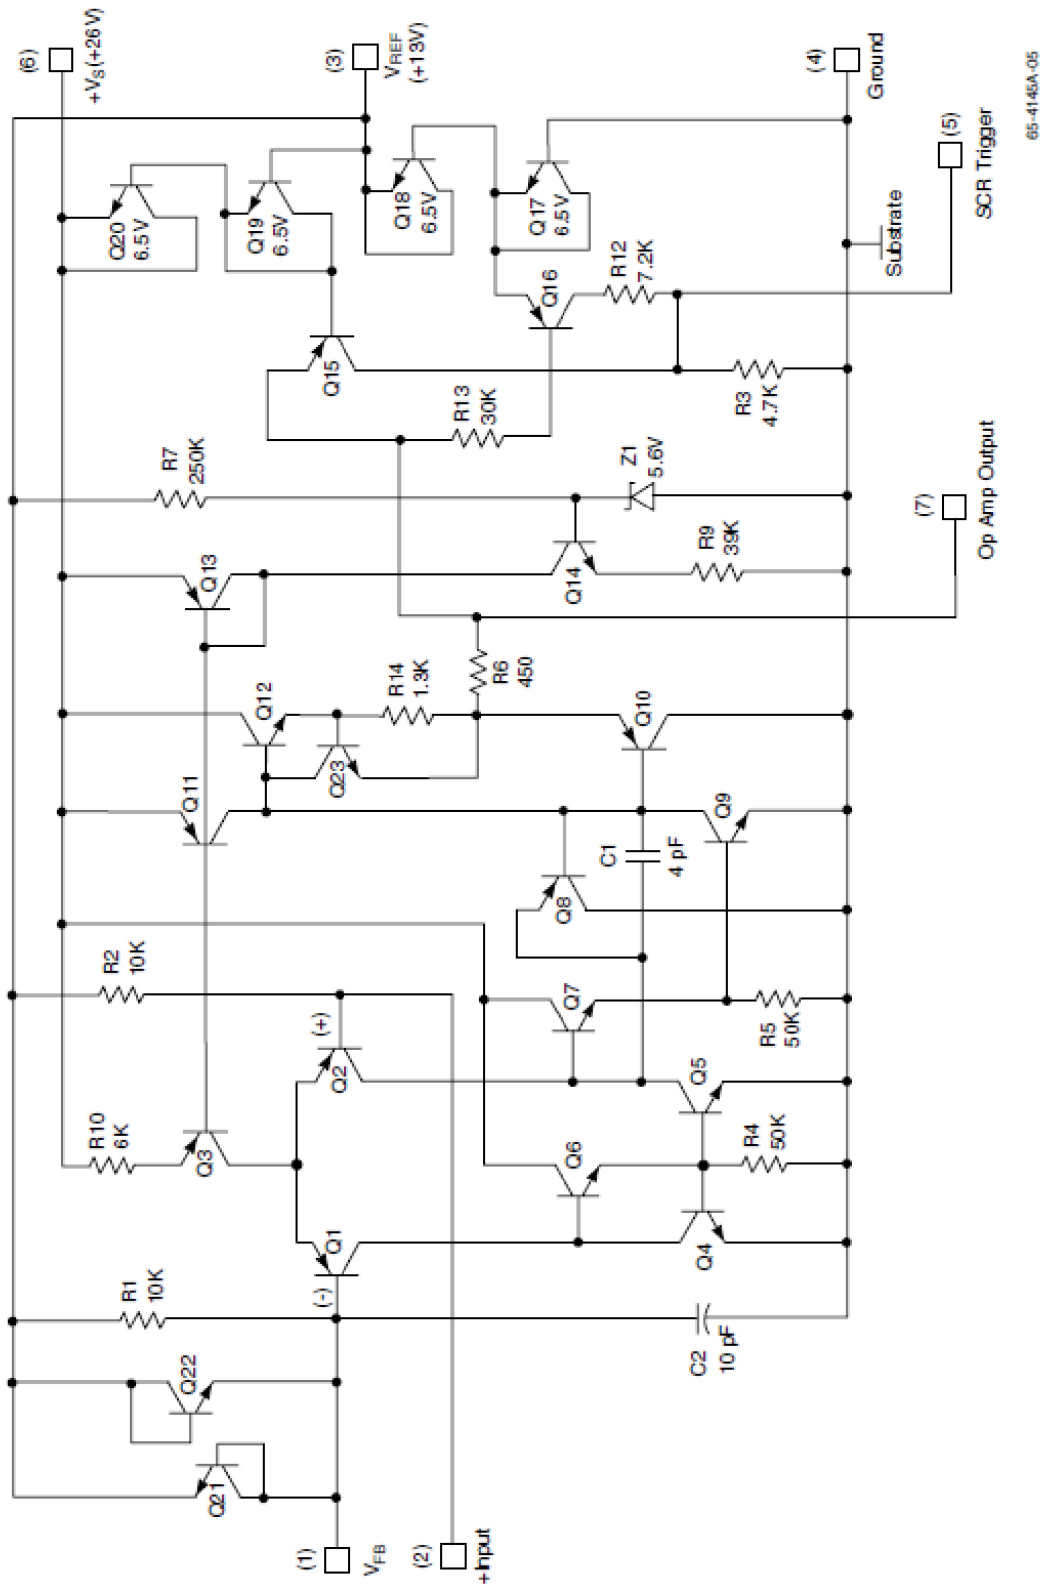 (6)
+VS(+26V)
(3)
VREF
(+13V)
(4)
Ground
(5)
SCR Trigger
65-4145A-05
Q20
6.5V
Q19
6.5V
Q18
6.5V
Q17
6.5V
Substrate
R12
7.2K
Q16
Q15
R13
30K
R3
4.7K
R7
250K
Z1
5.6V
(7)
Op Amp Output
Q13
Q14
R9
39K
R6
450
R14
1.3K
Q12
Q23
Q10
Q11
Q9
C1
4 pF
Q8
R2
10K
(+)
Q2
Q7
R5
50K
R10
6K
Q3
Q5
Q6
R4
50K
Q1
(-)
Q4
R1
10K
C2
10 pF
Q22
Q21
(1)
VFB
(2)
+Input